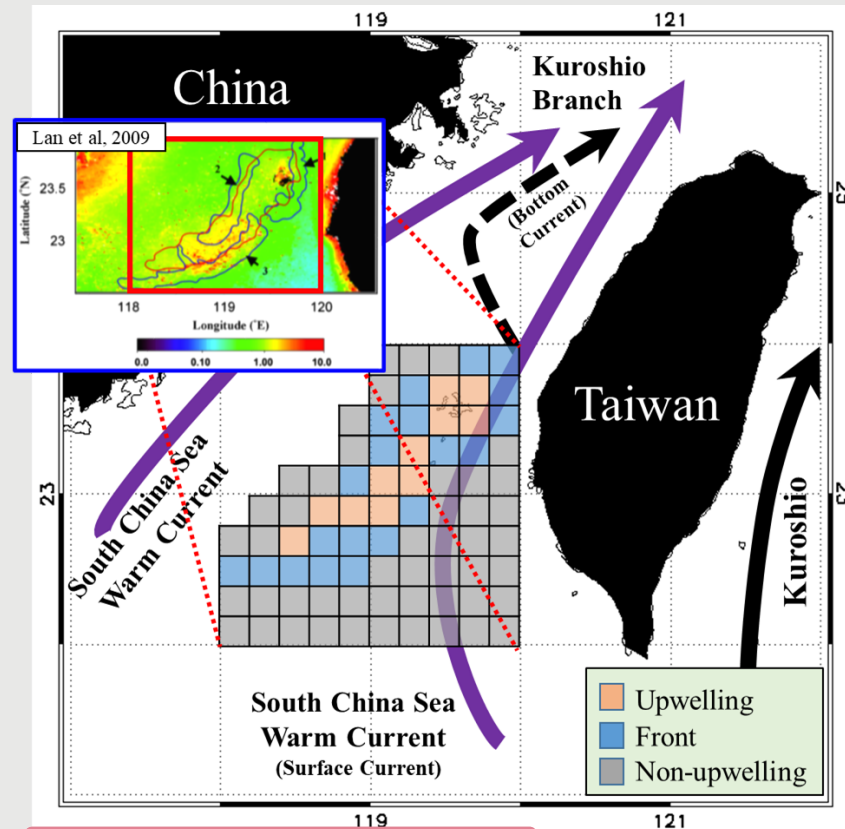 119
121
China
Kuroshio
Branch
Lan et al, 2009
Latitude (°N)
23.5
23
2
1
3
118
119
120
Longitude (°E)
0.0
0.10
1.00
10.0
(Bottom
Current)
23
Taiwan
23
23
South China Sea
Warm Current
Kuroshio
South China Sea
Warm Current
(Surface Current)
Upwelling
Front
Non-upwelling
119
121